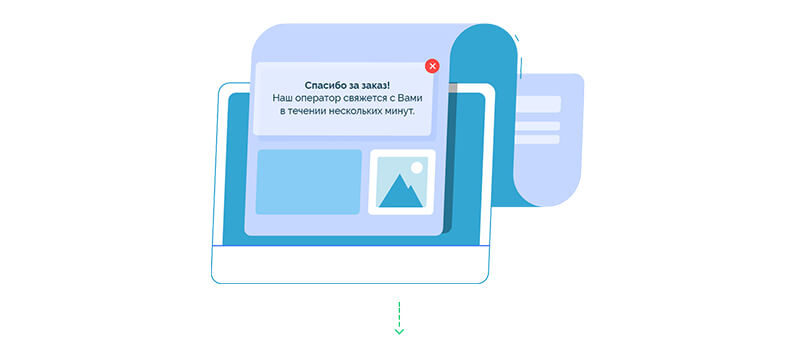 Спасибо за заказ!
Наш оператор свяжется с Вами
в течении нескольких минут.